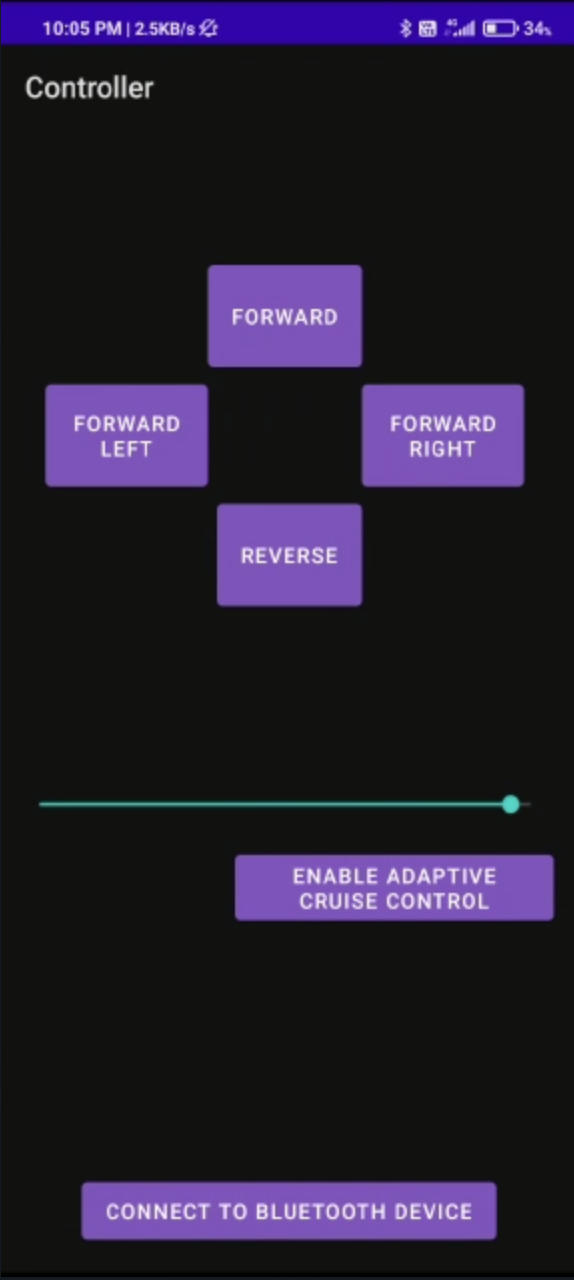 10:05 PM | 2.5KB/s
4G 34%
Controller
FORWARD
FORWARD
LEFT
FORWARD
RIGHT
REVERSE
ENABLE ADAPTIVE
CRUISE CONTROL
CONNECT TO BLUETOOTH DEVICE